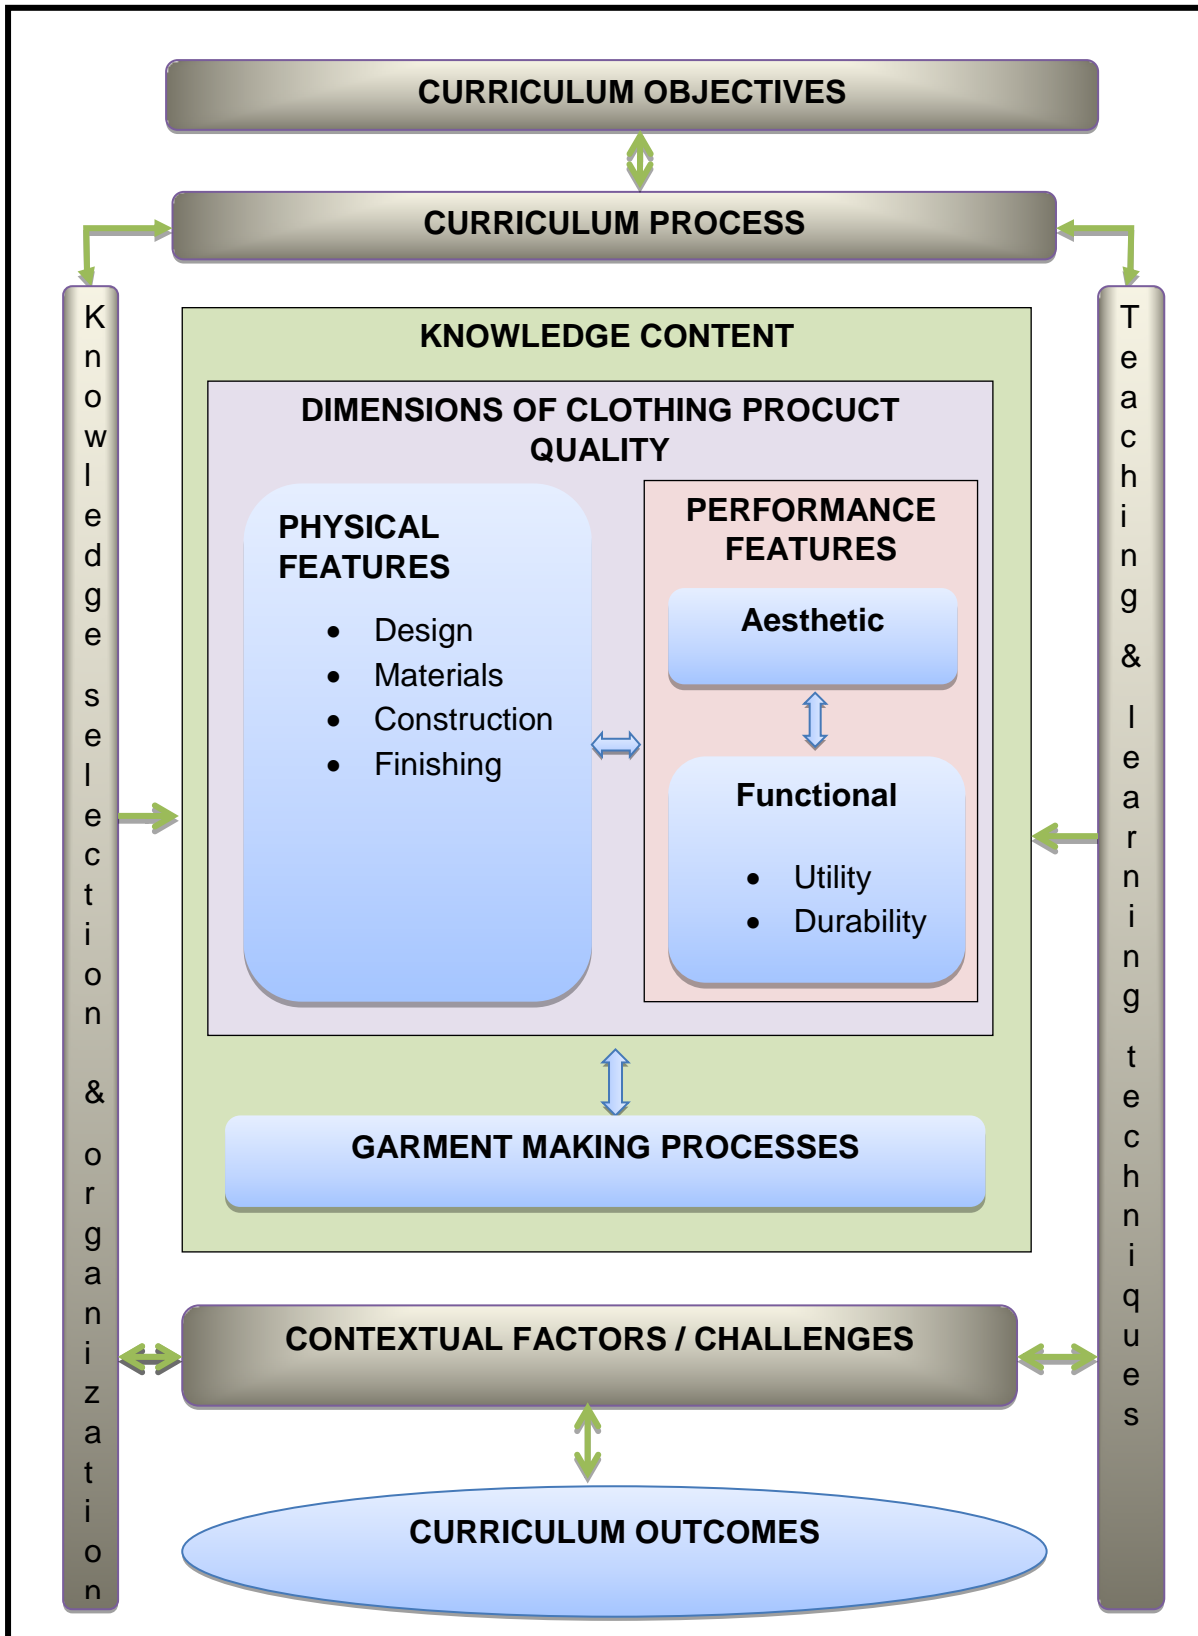 CURRICULUM OBJECTIVES
CURRICULUM PROCESS
Knowledge selection & organization
KNOWLEDGE CONTENT
DIMENSIONS OF CLOTHING PROCUCT
QUALITY
PHYSICAL
FEATURES
• Design
• Materials
• Construction
• Finishing
PERFORMANCE
FEATURES
Aesthetic
Functional
• Utility
• Durability
GARMENT MAKING PROCESSES
Teaching & learning techniques
CONTEXTUAL FACTORS / CHALLENGES
CURRICULUM OUTCOMES